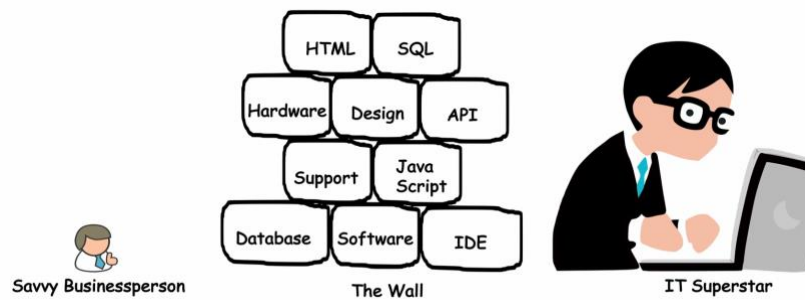 HTML SQL
Hardware Design API
Support Java
Script
Database Software IDE
Savvy Businessperson The Wall IT Superstar